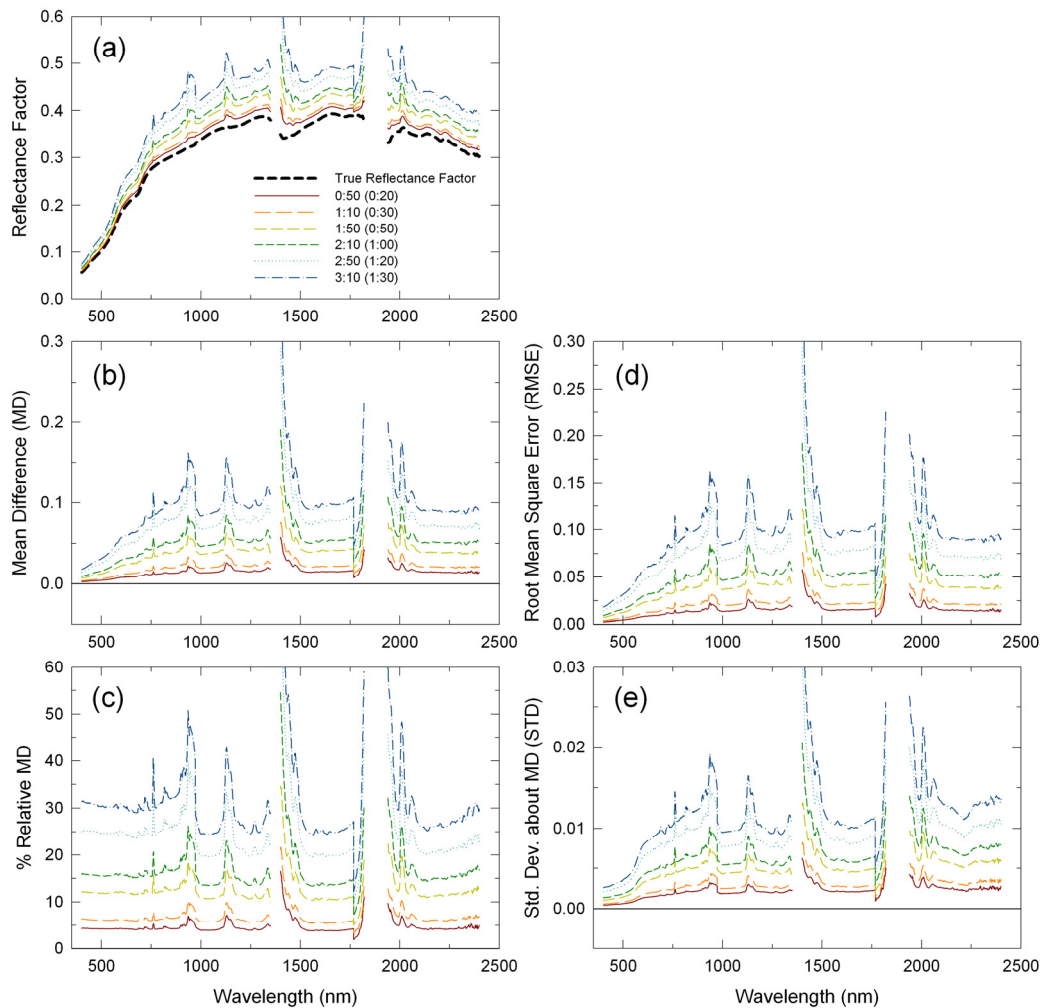 (a)
Reflectance Factor
0.6
0.5
0.4
0.3
0.2
0.1
0.0
True Reflectance Factor
0:50 (0:20)
1:10 (0:30)
1:50 (0:50)
2:10 (1:00)
2:50 (1:20)
3:10 (1:30)
500 1000 1500 2000 2500
(b)
Mean Difference (MD)
0.3
0.2
0.1
0.0
500 1000 1500 2000 2500
(d)
Root Mean Square Error (RMSE)
0.30
0.25
0.20
0.15
0.10
0.05
0.00
500 1000 1500 2000 2500
(c)
% Relative MD
60
50
40
30
20
10
0
500 1000 1500 2000 2500
Wavelength (nm)
(e)
Std. Dev. about MD (STD)
0.03
0.02
0.01
0.00
500 1000 1500 2000 2500
Wavelength (nm)